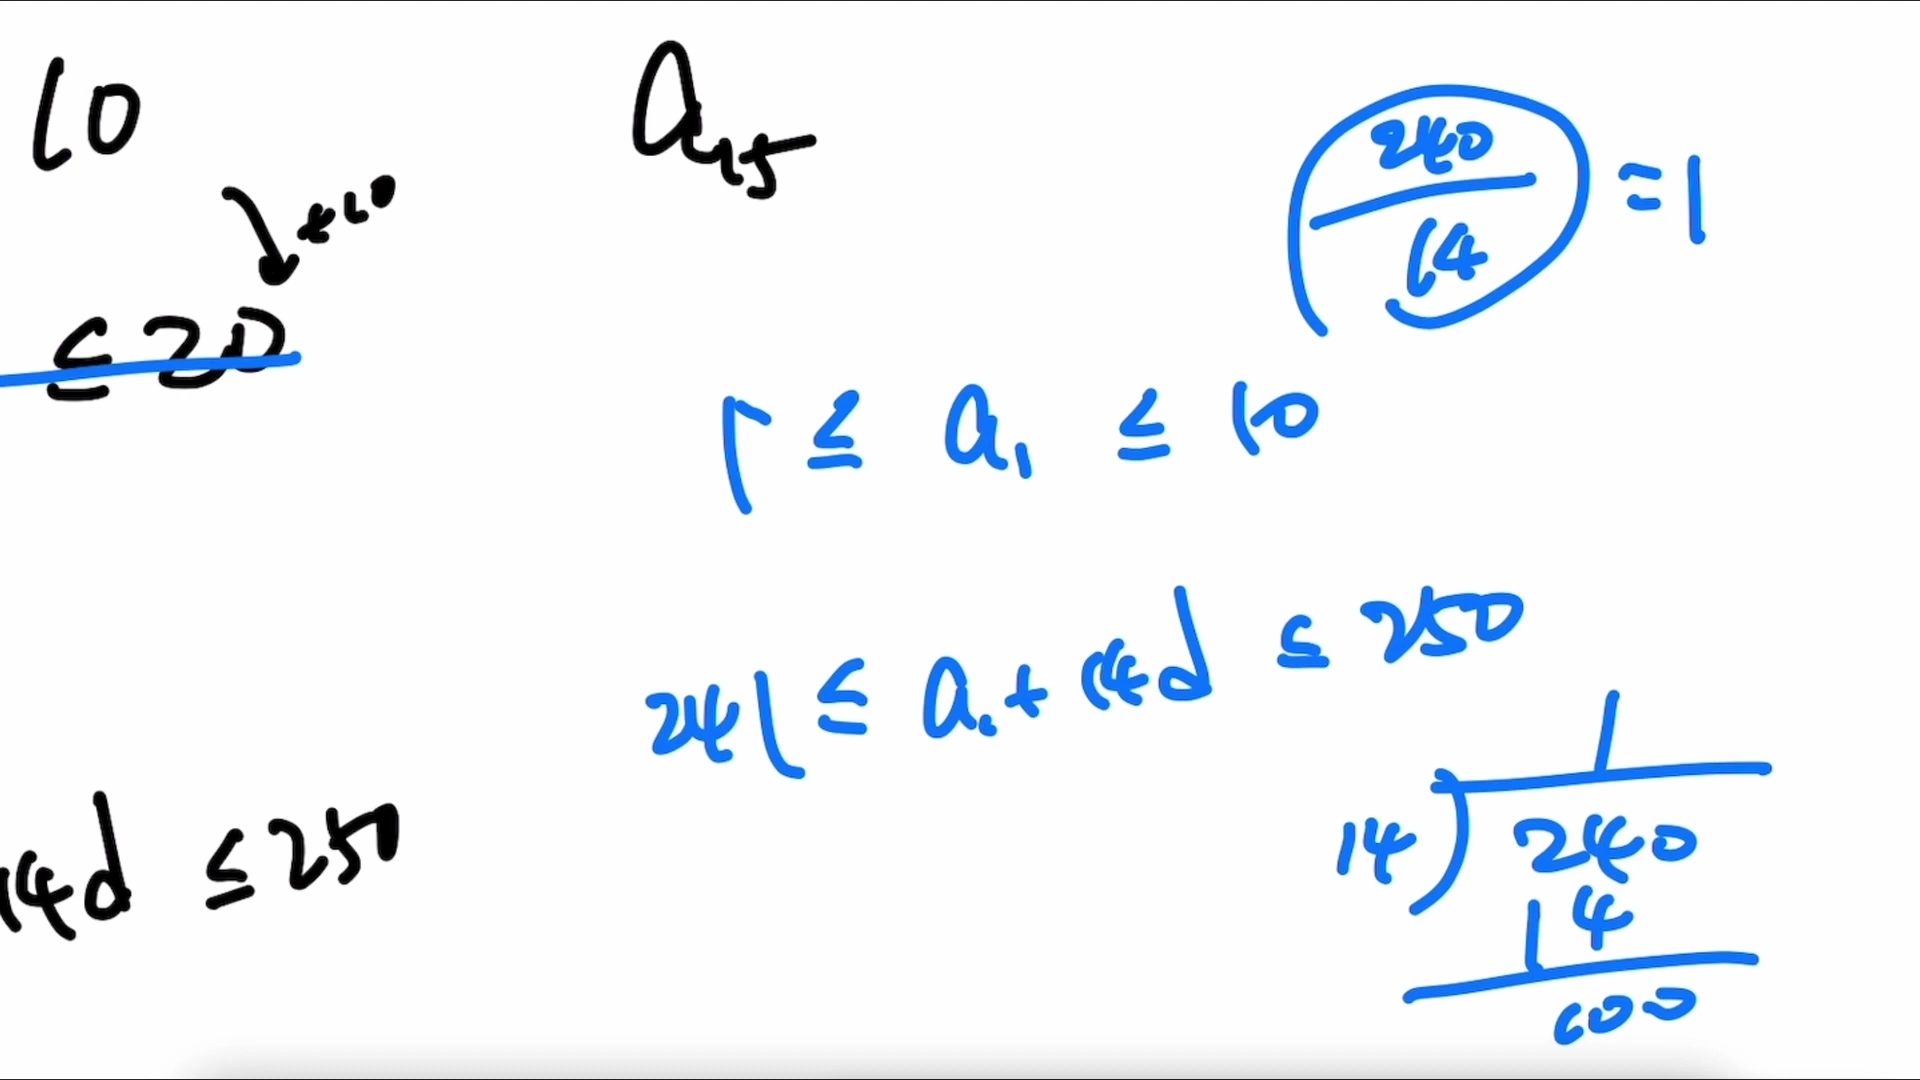 10
+10
≤ 20
a₁₅
240/14 = 1
1 ≤ a₁ ≤ 10
241 ≤ a₁ + 14d ≤ 250
14d ≤ 250
1
14) 240
14
100